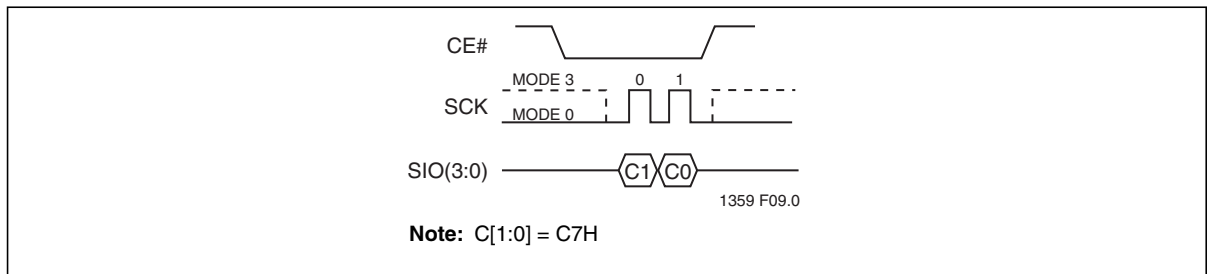 CE#
MODE 3 0 1
SCK
MODE 0
SIO(3:0) C1 C0
1359 F09.0
Note: C[1:0] = C7H